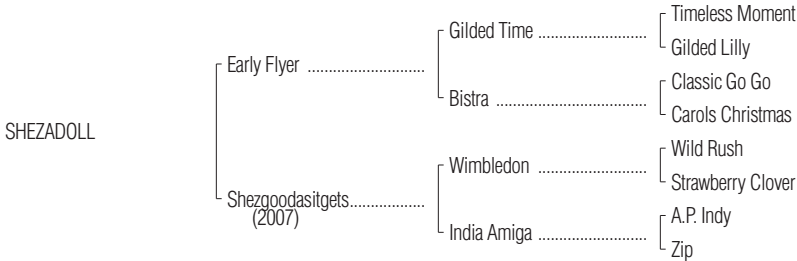 Timeless Moment
Gilded Time ..........................
Gilded Lilly
Early Flyer ............................
Classic Go Go
Bistra ....................................
Carols Christmas
SHEZADOLL
Wild Rush
Wimbledon ..........................
Strawberry Clover
Shezgoodasitgets..................
(2007)
A.P. Indy
India Amiga ..........................
Zip